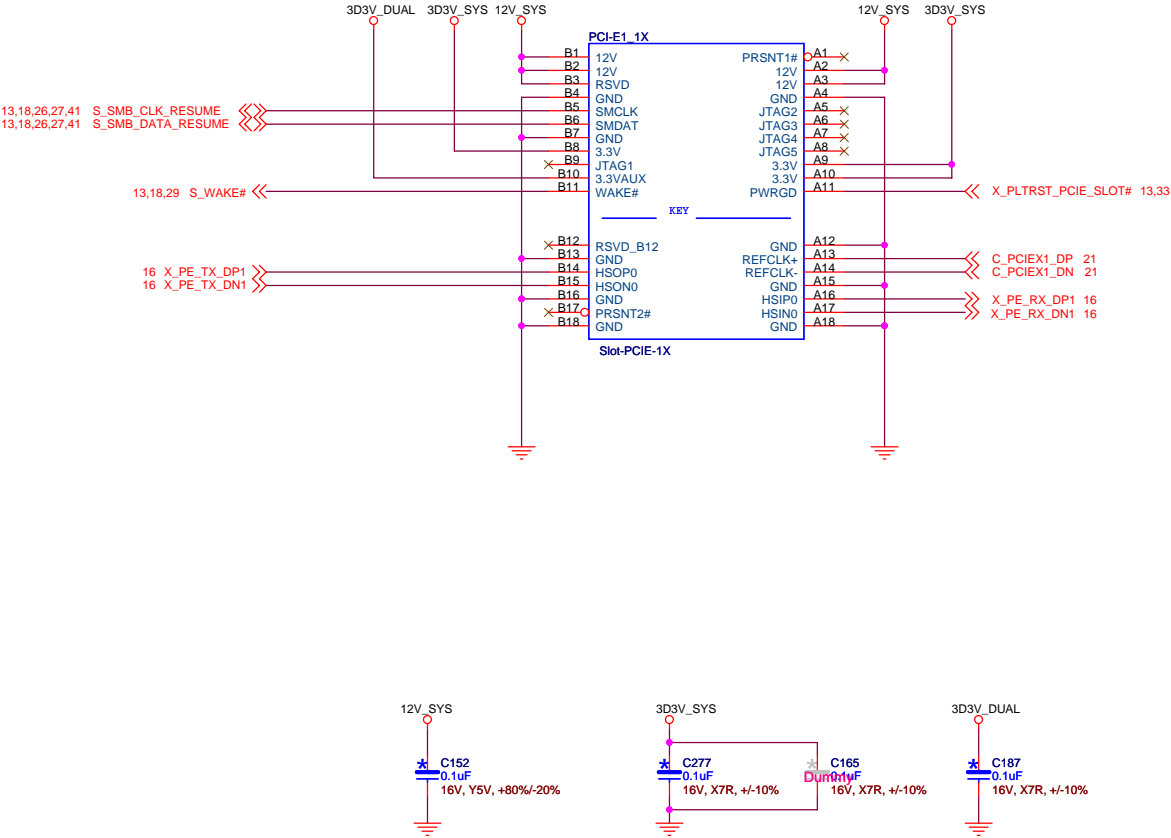 3D3V_DUAL 3D3V_SYS 12V_SYS 12V_SYS 3D3V_SYS
PCI-E1_1X
B1 12V PRSNT1# A1
B2 12V 12V A2
B3 RSVD 12V A3
B4 GND GND A4
13,18,26,27,41 S_SMB_CLK_RESUME B5 SMCLK JTAG2 A5
13,18,26,27,41 S_SMB_DATA_RESUME B6 SMDAT JTAG3 A6
B7 GND JTAG4 A7
B8 3.3V JTAG5 A8
B9 JTAG1 3.3V A9
B10 3.3VAUX 3.3V A10
13,18,29 S_WAKE# B11 WAKE# PWRGD A11 X_PLTRST_PCIE_SLOT# 13,33
KEY
B12 RSVD_B12 GND A12
B13 GND REFCLK+ A13 C_PCIEX1_DP 21
16 X_PE_TX_DP1 B14 HSOP0 REFCLK- A14 C_PCIEX1_DN 21
16 X_PE_TX_DN1 B15 HSON0 GND A15
B16 GND HSIP0 A16 X_PE_RX_DP1 16
B17 PRSNT2# HSIN0 A17 X_PE_RX_DN1 16
B18 GND GND A18
Slot-PCIE-1X
12V_SYS 3D3V_SYS 3D3V_DUAL
* C152 * C277 * C165 * C187
0.1uF 0.1uF Dummy 0.1uF 0.1uF
16V, Y5V, +80%/-20% 16V, X7R, +/-10% 16V, X7R, +/-10% 16V, X7R, +/-10%